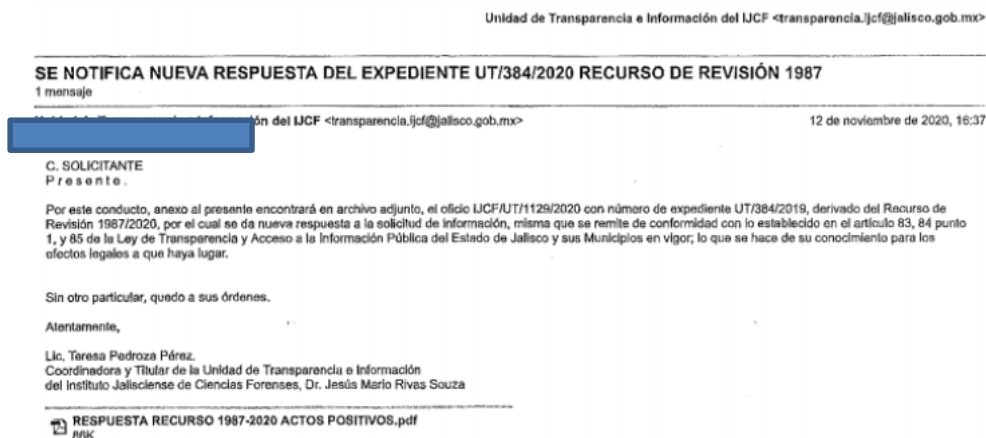 Unidad de Transparencia e Información del IJCF <transparencia.ijcf@jalisco.gob.mx>
SE NOTIFICA NUEVA RESPUESTA DEL EXPEDIENTE UT/384/2020 RECURSO DE REVISIÓN 1987
1 mensaje
ón del IJCF <transparencia.ijcf@jalisco.gob.mx>
12 de noviembre de 2020, 16:37
C. SOLICITANTE
Presente.
Por este conducto, anexo al presente encontrará en archivo adjunto, el oficio IJCF/UT/1129/2020 con número de expediente UT/384/2019, derivado del Recurso de
Revisión 1987/2020, por el cual se da nueva respuesta a la solicitud de información, misma que se remite de conformidad con lo establecido en el artículo 83, 84 punto
1, y 85 de la Ley de Transparencia y Acceso a la Información Pública del Estado de Jalisco y sus Municipios en vigor; lo que se hace de su conocimiento para los
efectos legales a que haya lugar.
Sin otro particular, quedo a sus órdenes.
Atentamente,
Lic. Teresa Pedroza Pérez.
Coordinadora y Titular de la Unidad de Transparencia e Información
del Instituto Jalisciense de Ciencias Forenses, Dr. Jesús Mario Rivas Souza
RESPUESTA RECURSO 1987-2020 ACTOS POSITIVOS.pdf